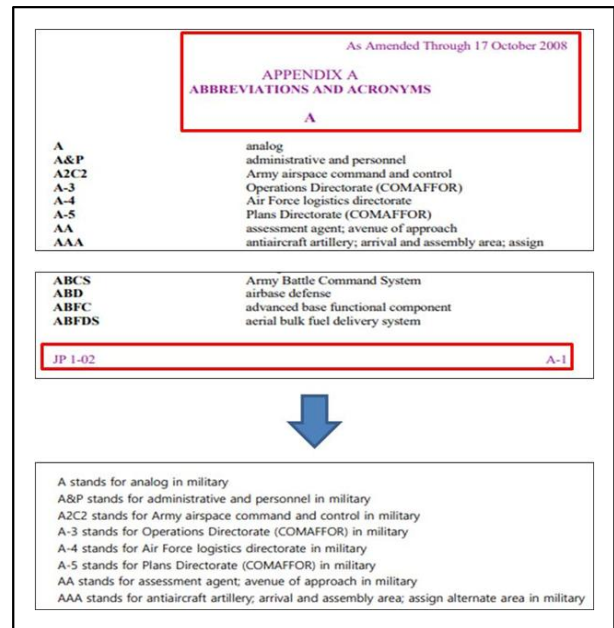 As Amended Through 17 October 2008
APPENDIX A
ABBREVIATIONS AND ACRONYMS
A
A analog
A&P administrative and personnel
A2C2 Army airspace command and control
A-3 Operations Directorate (COMAFFOR)
A-4 Air Force logistics directorate
A-5 Plans Directorate (COMAFFOR)
AA assessment agent; avenue of approach
AAA antiaircraft artillery; arrival and assembly area; assign
ABCS Army Battle Command System
ABD airbase defense
ABFC advanced base functional component
ABFDS aerial bulk fuel delivery system
JP 1-02 A-1
A stands for analog in military
A&P stands for administrative and personnel in military
A2C2 stands for Army airspace command and control in military
A-3 stands for Operations Directorate (COMAFFOR) in military
A-4 stands for Air Force logistics directorate in military
A-5 stands for Plans Directorate (COMAFFOR) in military
AA stands for assessment agent; avenue of approach in military
AAA stands for antiaircraft artillery; arrival and assembly area; assign alternate area in military